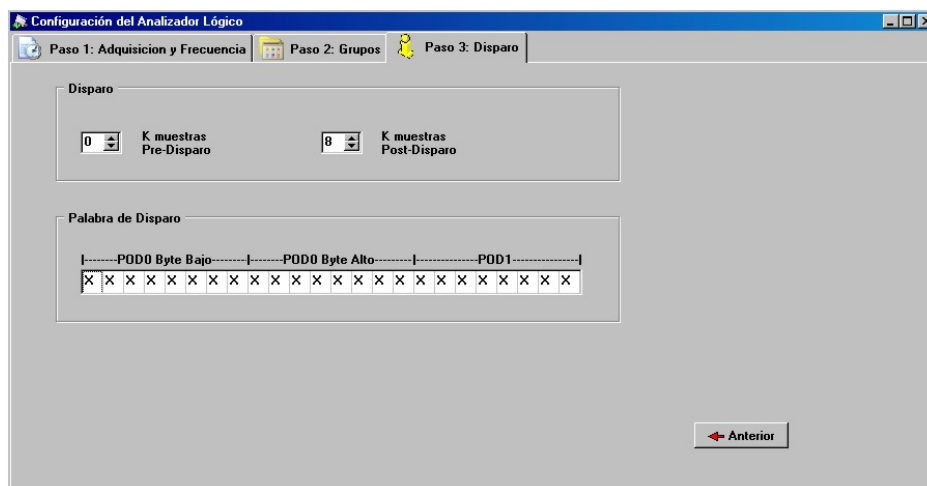 Configuración del Analizador Lógico
Paso 1: Adquisicion y Frecuencia Paso 2: Grupos Paso 3: Disparo
Disparo
0 K muestras Pre-Disparo 8 K muestras Post-Disparo
Palabra de Disparo
|--------POD0 Byte Bajo--------|--------POD0 Byte Alto---------|---------------POD1----------------|
X X X X X X X X X X X X X X X X X X X X X X X X
Anterior